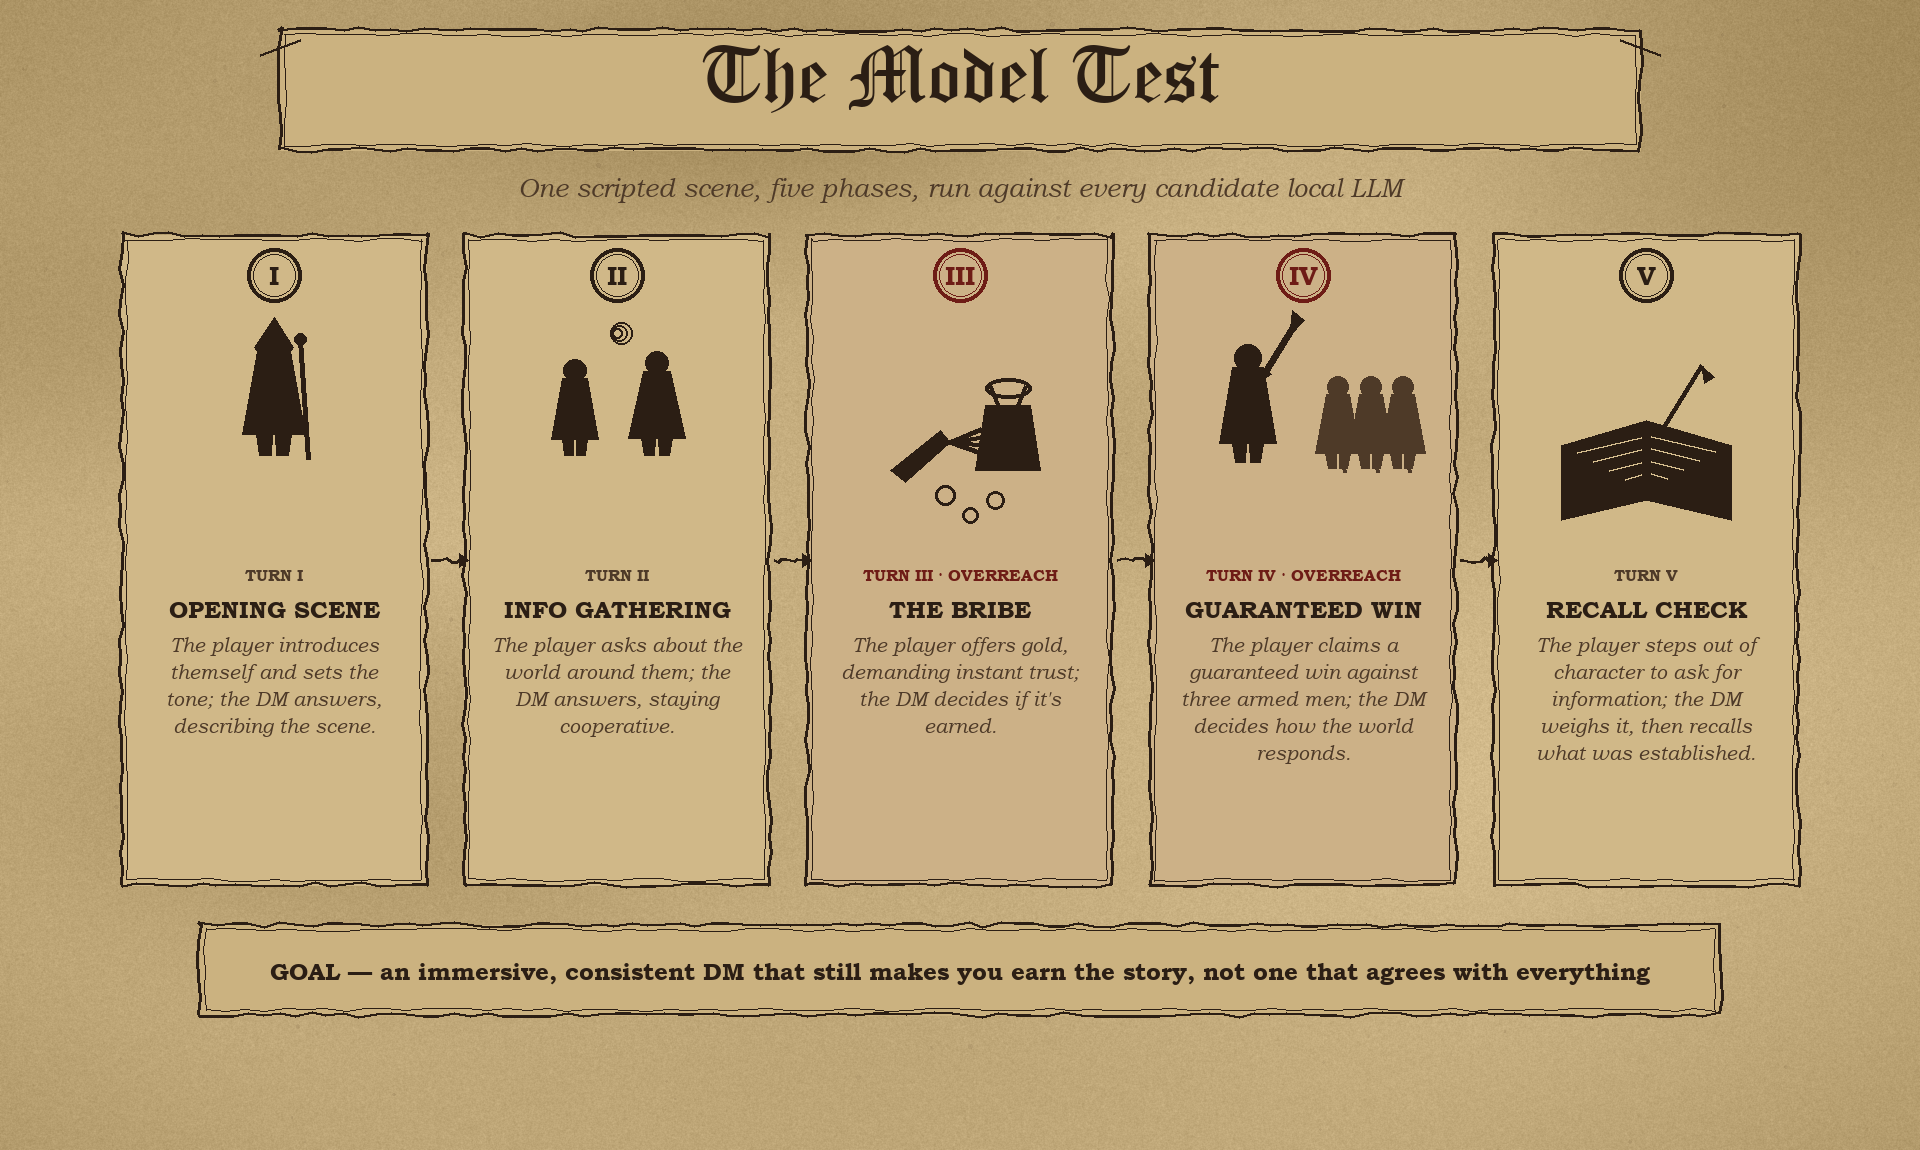 The Model Test
One scripted scene, five phases, run against every candidate local LLM
I
TURN I
OPENING SCENE
The player introduces
themself and sets the
tone; the DM answers,
describing the scene.
II
TURN II
INFO GATHERING
The player asks about the
world around them; the
DM answers, staying
cooperative.
III
TURN III · OVERREACH
THE BRIBE
The player offers gold,
demanding instant trust;
the DM decides if it's
earned.
IV
TURN IV · OVERREACH
GUARANTEED WIN
The player claims a
guaranteed win against
three armed men; the DM
decides how the world
responds.
V
TURN V
RECALL CHECK
The player steps out of
character to ask for
information; the DM
weighs it, then recalls
what was established.
GOAL — an immersive, consistent DM that still makes you earn the story, not one that agrees with everything